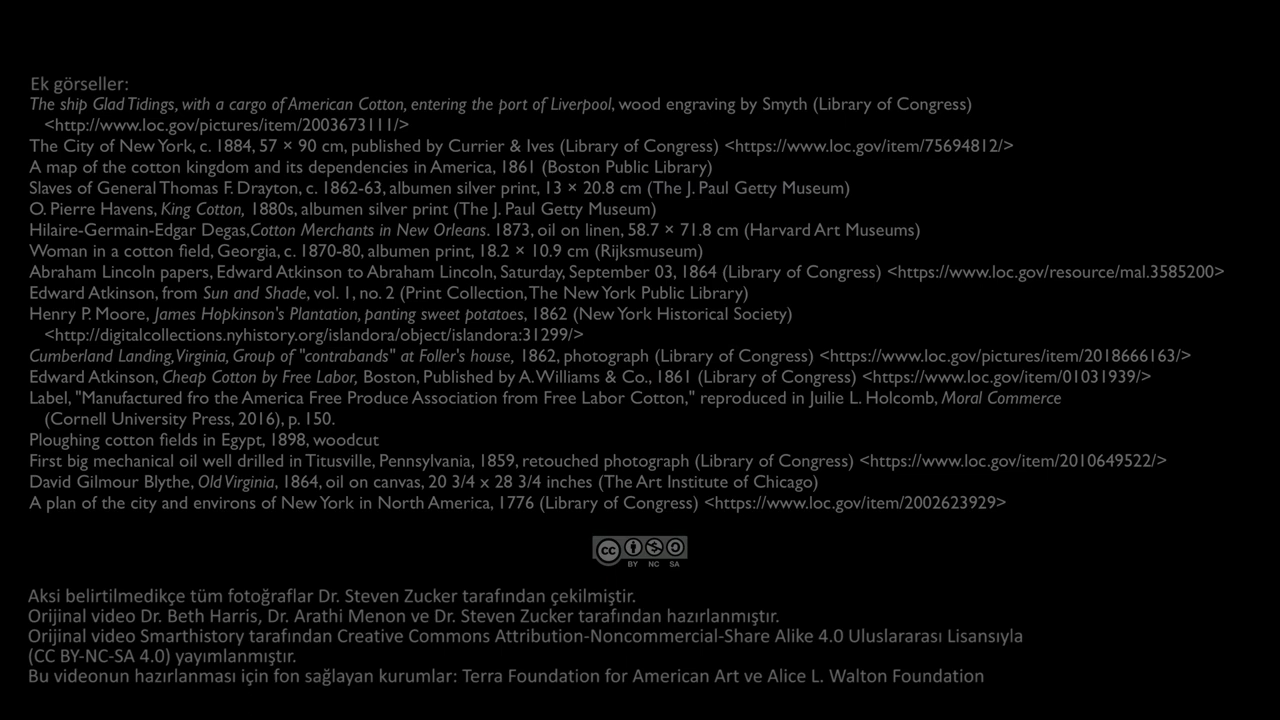 Ek görseller:
The ship Glad Tidings, with a cargo of American Cotton, entering the port of Liverpool, wood engraving by Smyth (Library of Congress)
<http://www.loc.gov/pictures/item/2003673111/>
The City of New York, c. 1884, 57 × 90 cm, published by Currier & Ives (Library of Congress) <https://www.loc.gov/item/75694812/>
A map of the cotton kingdom and its dependencies in America, 1861 (Boston Public Library)
Slaves of General Thomas F. Drayton, c. 1862-63, albumen silver print, 13 × 20.8 cm (The J. Paul Getty Museum)
O. Pierre Havens, King Cotton, 1880s, albumen silver print (The J. Paul Getty Museum)
Hilaire-Germain-Edgar Degas,Cotton Merchants in New Orleans. 1873, oil on linen, 58.7 × 71.8 cm (Harvard Art Museums)
Woman in a cotton field, Georgia, c. 1870-80, albumen print, 18.2 × 10.9 cm (Rijksmuseum)
Abraham Lincoln papers, Edward Atkinson to Abraham Lincoln, Saturday, September 03, 1864 (Library of Congress) <https://www.loc.gov/resource/mal.3585200>
Edward Atkinson, from Sun and Shade, vol. 1, no. 2 (Print Collection, The New York Public Library)
Henry P. Moore, James Hopkinson's Plantation, panting sweet potatoes, 1862 (New York Historical Society)
<http://digitalcollections.nyhistory.org/islandora/object/islandora:31299/>
Cumberland Landing, Virginia, Group of "contrabands" at Foller's house, 1862, photograph (Library of Congress) <https://www.loc.gov/pictures/item/2018666163/>
Edward Atkinson, Cheap Cotton by Free Labor, Boston, Published by A. Williams & Co., 1861 (Library of Congress) <https://www.loc.gov/item/01031939/>
Label, "Manufactured fro the America Free Produce Association from Free Labor Cotton," reproduced in Juilie L. Holcomb, Moral Commerce
(Cornell University Press, 2016), p. 150.
Ploughing cotton fields in Egypt, 1898, woodcut
First big mechanical oil well drilled in Titusville, Pennsylvania, 1859, retouched photograph (Library of Congress) <https://www.loc.gov/item/2010649522/>
David Gilmour Blythe, Old Virginia, 1864, oil on canvas, 20 3/4 x 28 3/4 inches (The Art Institute of Chicago)
A plan of the city and environs of New York in North America, 1776 (Library of Congress) <https://www.loc.gov/item/2002623929>
cc BY NC SA
Aksi belirtilmedikçe tüm fotoğraflar Dr. Steven Zucker tarafından çekilmiştir.
Orijinal video Dr. Beth Harris, Dr. Arathi Menon ve Dr. Steven Zucker tarafından hazırlanmıştır.
Orijinal video Smarthistory tarafından Creative Commons Attribution-Noncommercial-Share Alike 4.0 Uluslararası Lisansıyla
(CC BY-NC-SA 4.0) yayımlanmıştır.
Bu videonun hazırlanması için fon sağlayan kurumlar: Terra Foundation for American Art ve Alice L. Walton Foundation